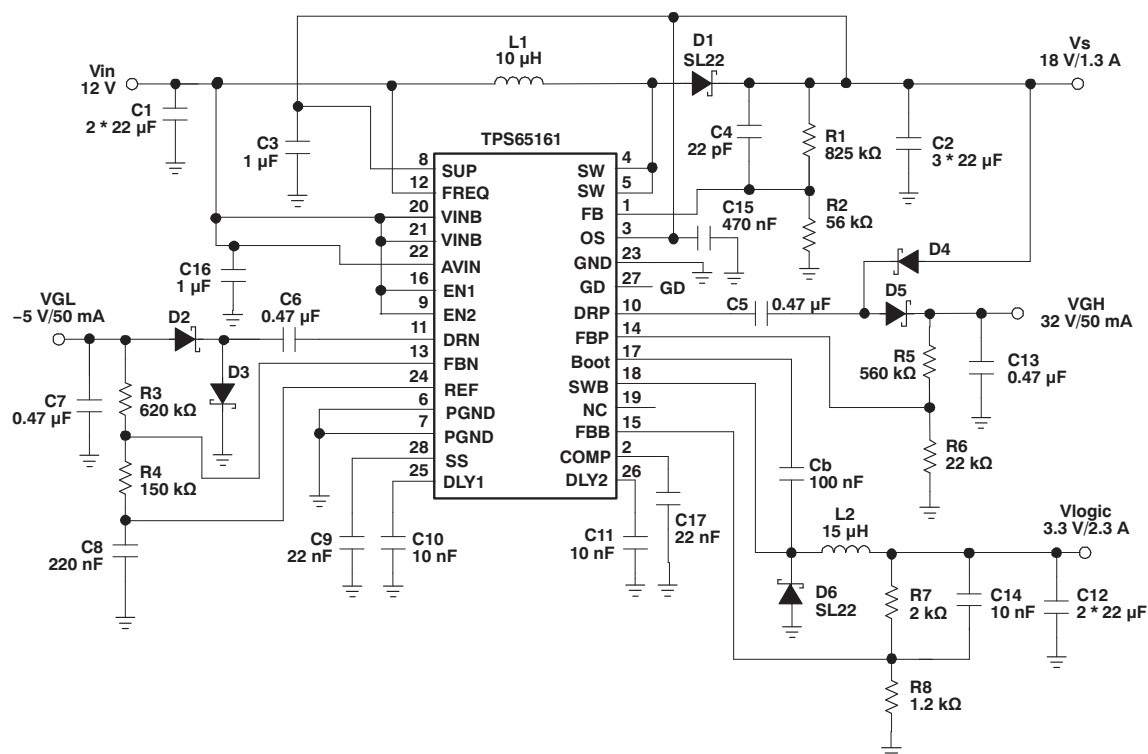 L1
10 µH
D1
SL22
Vs
18 V/1.3 A
Vin
12 V
C1
2 * 22 µF
C3
1 µF
C4
22 pF
R1
825 kΩ
C2
3 * 22 µF
TPS65161
8
SUP
12
FREQ
20
VINB
21
VINB
22
AVIN
16
EN1
9
EN2
11
DRN
13
FBN
24
REF
6
PGND
7
PGND
28
SS
25
DLY1
4
SW
5
SW
1
FB
3
OS
23
GND
27
GD
GD
10
DRP
14
FBP
17
Boot
18
SWB
19
NC
15
FBB
2
COMP
26
DLY2
R2
56 kΩ
C15
470 nF
C16
1 µF
D4
D5
C5
0.47 µF
VGH
32 V/50 mA
VGL
–5 V/50 mA
D2
C6
0.47 µF
D3
R5
560 kΩ
C13
0.47 µF
C7
0.47 µF
R3
620 kΩ
R4
150 kΩ
R6
22 kΩ
Cb
100 nF
C8
220 nF
C9
22 nF
C10
10 nF
C11
10 nF
C17
22 nF
L2
15 µH
Vlogic
3.3 V/2.3 A
D6
SL22
R7
2 kΩ
C14
10 nF
C12
2 * 22 µF
R8
1.2 kΩ